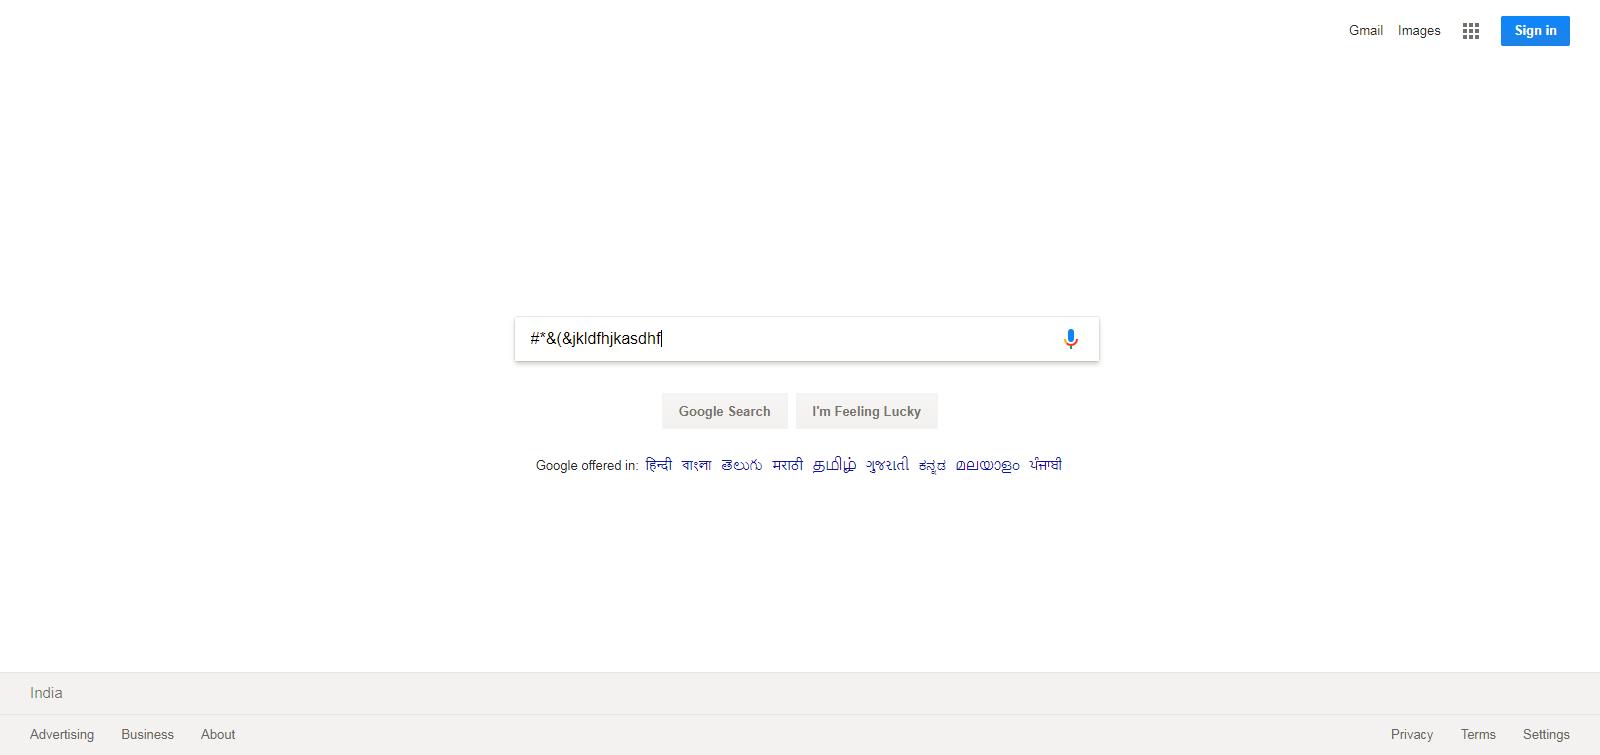 Gmail Images Sign in
#*&(&jkldfhjkasdhf
Google Search I'm Feeling Lucky
Google offered in: हिन्दी বাংলা తెలుగు मराठी தமிழ் ગુજરાતી ಕನ್ನಡ മലയാളം ਪੰਜਾਬੀ
India
Advertising Business About Privacy Terms Settings